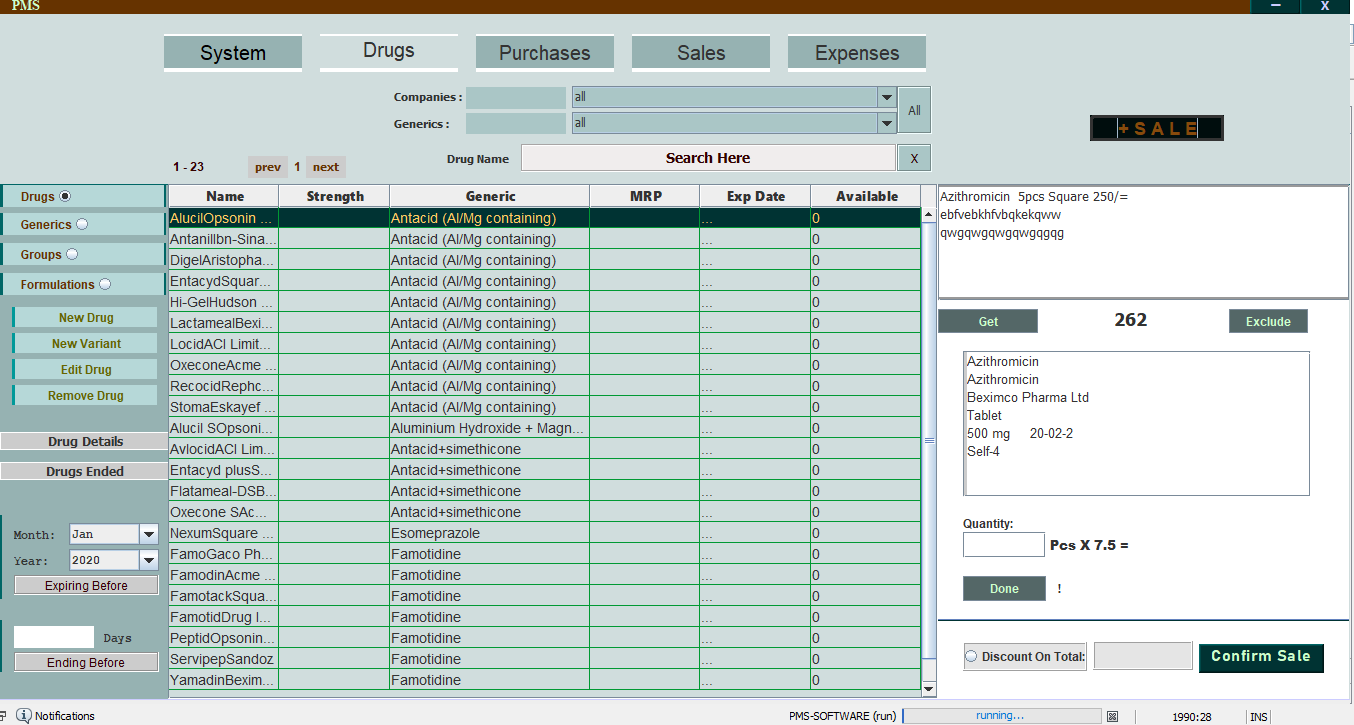 PMS
— X
System Drugs Purchases Sales Expenses
Companies : all
All
Generics : all
+ S A L E
1 - 23 prev 1 next Drug Name Search Here X
Drugs
Generics
Groups
Formulations
New Drug
New Variant
Edit Drug
Remove Drug
Drug Details
Drugs Ended
Month: Jan
Year: 2020
Expiring Before
Days
Ending Before
Name Strength Generic MRP Exp Date Available
AlucilOpsonin ... Antacid (Al/Mg containing) ... 0
Antanillbn-Sina... Antacid (Al/Mg containing) ... 0
DigelAristopha... Antacid (Al/Mg containing) ... 0
EntacydSquar... Antacid (Al/Mg containing) ... 0
Hi-GelHudson ... Antacid (Al/Mg containing) ... 0
LactamealBexi... Antacid (Al/Mg containing) ... 0
LocidACI Limit... Antacid (Al/Mg containing) ... 0
OxeconeAcme ... Antacid (Al/Mg containing) ... 0
RecocidRephc... Antacid (Al/Mg containing) ... 0
StomaEskayef ... Antacid (Al/Mg containing) ... 0
Alucil SOpsoni... Aluminium Hydroxide + Magn... ... 0
AvlocidACI Lim... Antacid+simethicone ... 0
Entacyd plusS... Antacid+simethicone ... 0
Flatameal-DSB... Antacid+simethicone ... 0
Oxecone SAc... Antacid+simethicone ... 0
NexumSquare ... Esomeprazole ... 0
FamoGaco Ph... Famotidine ... 0
FamodinAcme ... Famotidine ... 0
FamotackSqua... Famotidine ... 0
FamotidDrug I... Famotidine ... 0
PeptidOpsonin... Famotidine ... 0
ServipepSandoz Famotidine ... 0
YamadinBexim... Famotidine ... 0
Azithromicin 5pcs Square 250/=
ebfvebkhfvbqkekqww
qwgqwgqwgqwgqgqg
Get 262 Exclude
Azithromicin
Azithromicin
Beximco Pharma Ltd
Tablet
500 mg 20-02-2
Self-4
Quantity:
Pcs X 7.5 =
Done !
Discount On Total: Confirm Sale
Notifications PMS-SOFTWARE (run) running... 1990:28 INS